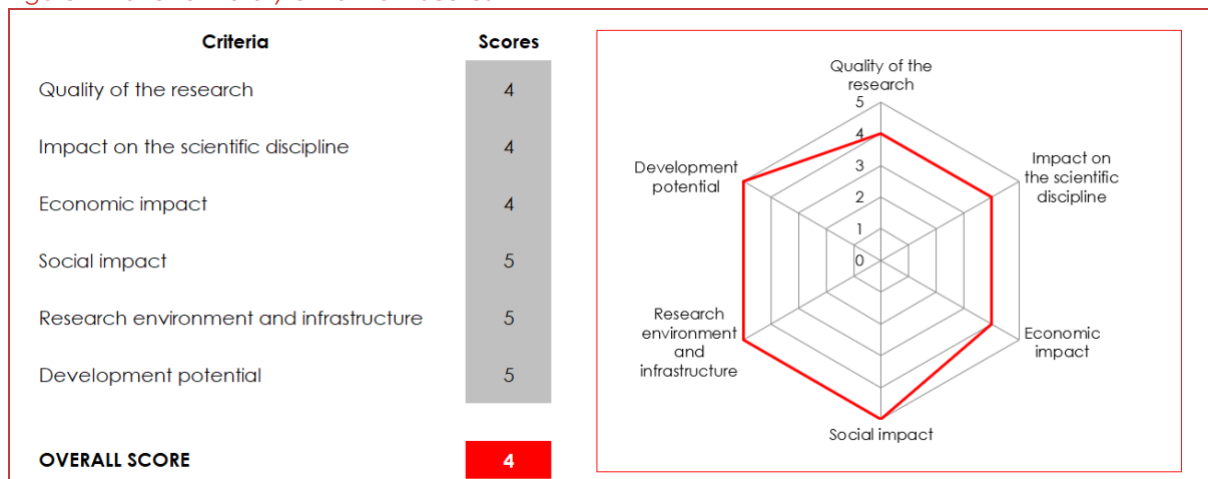 Criteria Scores
Quality of the research 4
Impact on the scientific discipline 4
Economic impact 4
Social impact 5
Research environment and infrastructure 5
Development potential 5
OVERALL SCORE 4
Quality of the
research
5
4
3
2
1
0
Impact on
the scientific
discipline
Economic
impact
Social impact
Research
environment
and
infrastructure
Development
potential